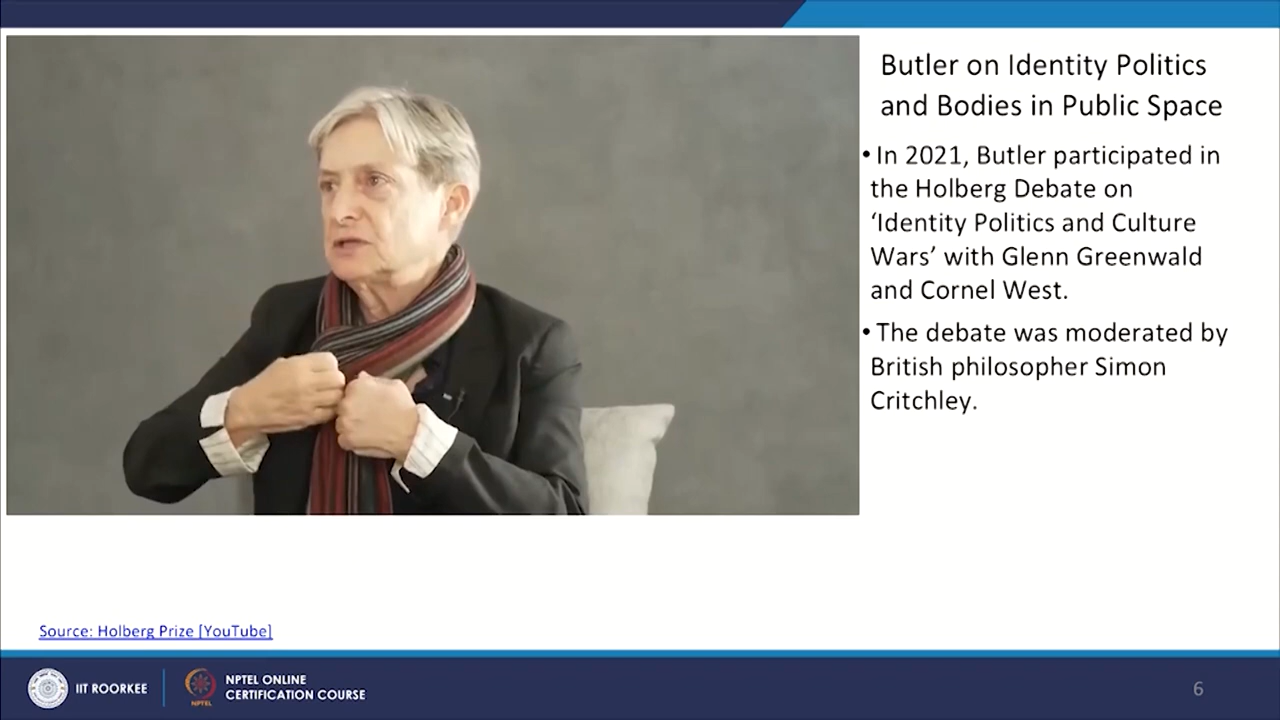 Butler on Identity Politics
and Bodies in Public Space
• In 2021, Butler participated in
the Holberg Debate on
‘Identity Politics and Culture
Wars’ with Glenn Greenwald
and Cornel West.
• The debate was moderated by
British philosopher Simon
Critchley.
Source: Holberg Prize [YouTube]
IIT ROORKEE
NPTEL
NPTEL ONLINE
CERTIFICATION COURSE
6